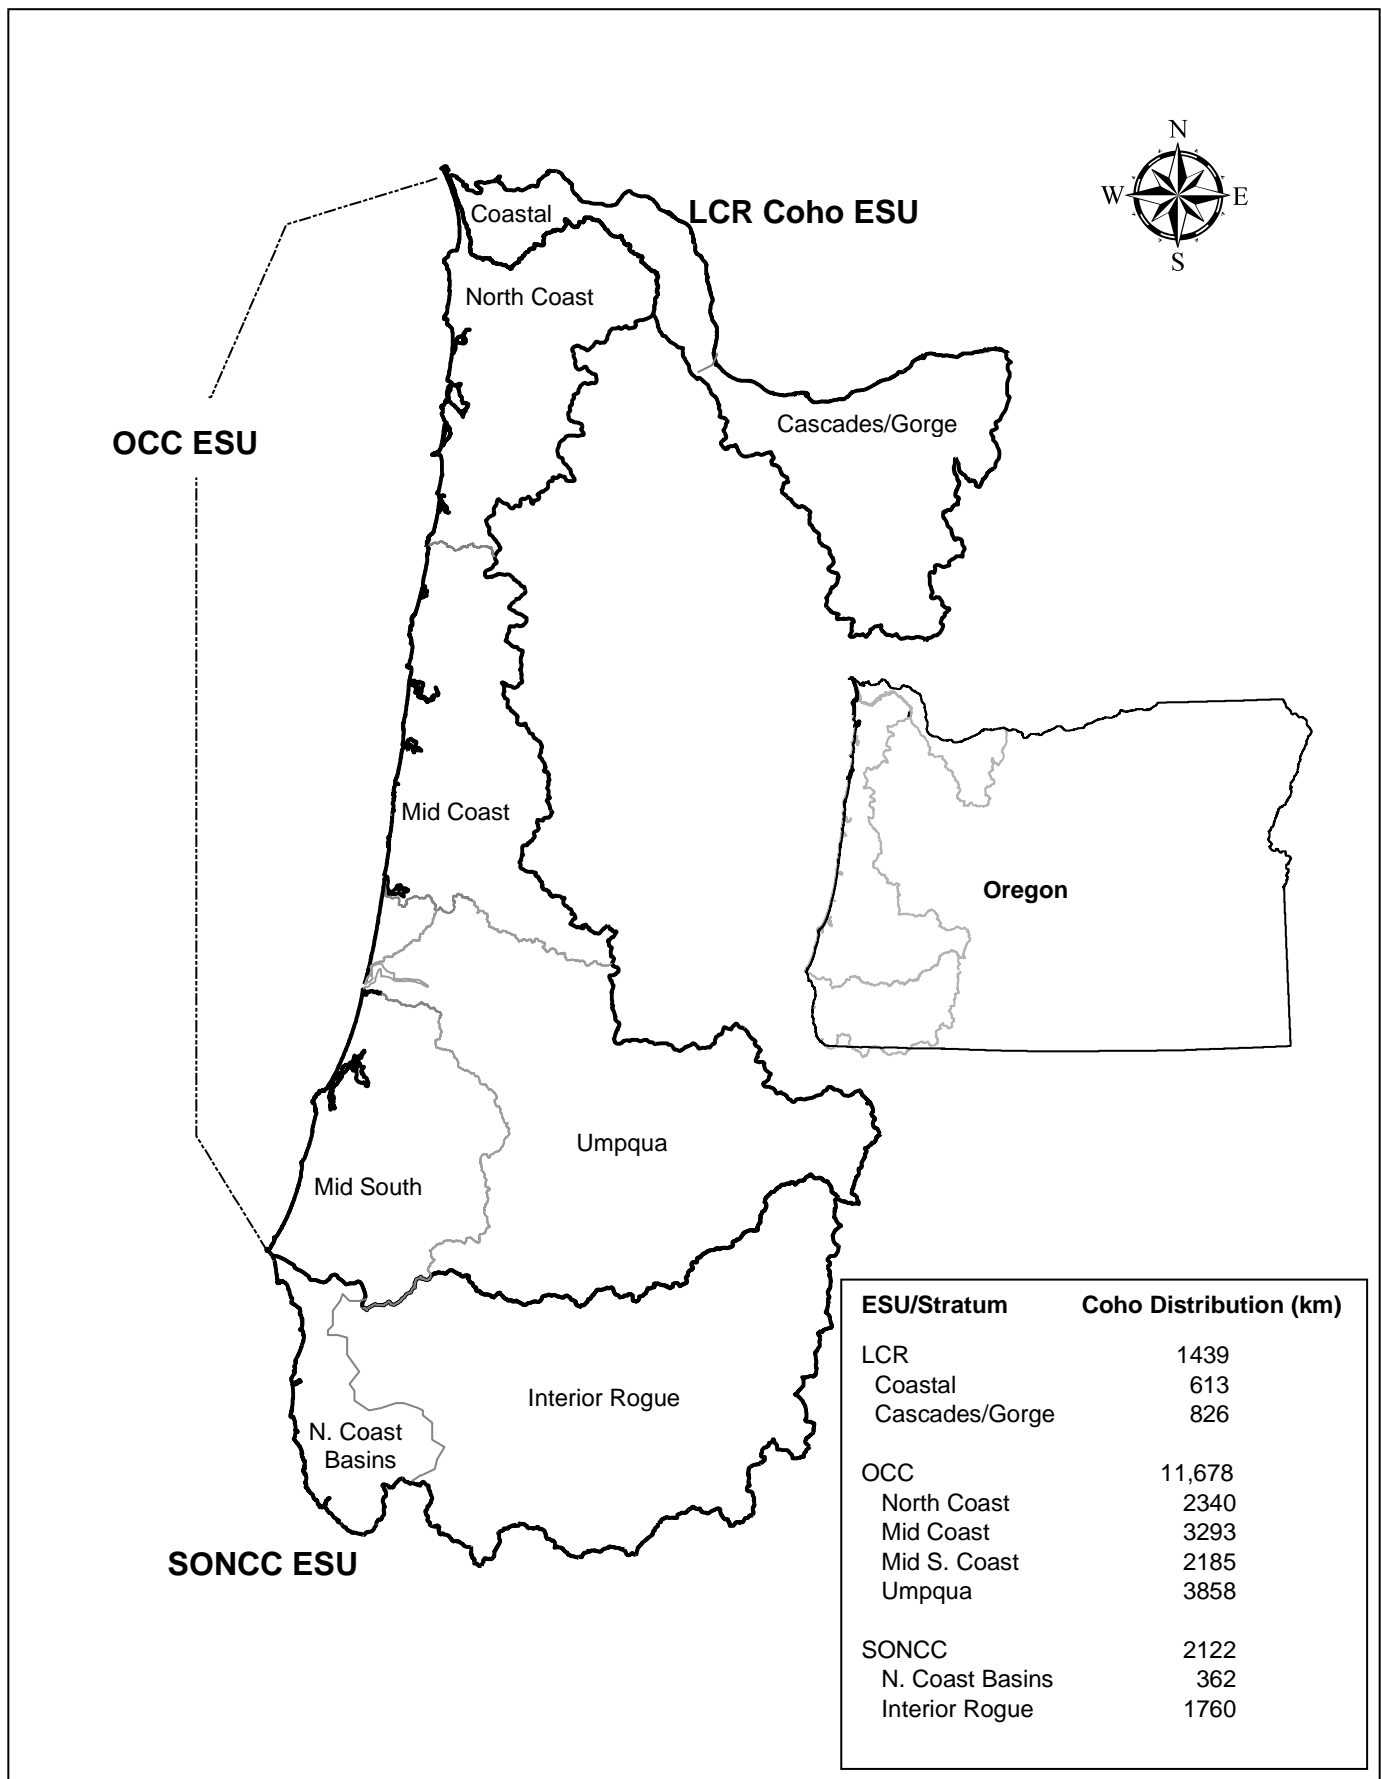 N
W E
S
Coastal
LCR Coho ESU
North Coast
Cascades/Gorge
OCC ESU
Mid Coast
Oregon
Umpqua
Mid South
Interior Rogue
N. Coast
Basins
SONCC ESU
ESU/Stratum Coho Distribution (km)
LCR 1439
Coastal 613
Cascades/Gorge 826
OCC 11,678
North Coast 2340
Mid Coast 3293
Mid S. Coast 2185
Umpqua 3858
SONCC 2122
N. Coast Basins 362
Interior Rogue 1760